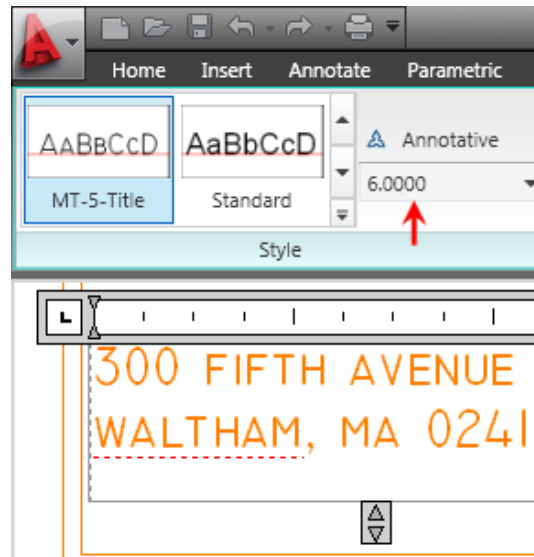 Home Insert Annotate Parametric
AaBbCcD AaBbCcD Annotative
6.0000
MT-5-Title Standard
Style
300 FIFTH AVENUE
WALTHAM, MA 0241